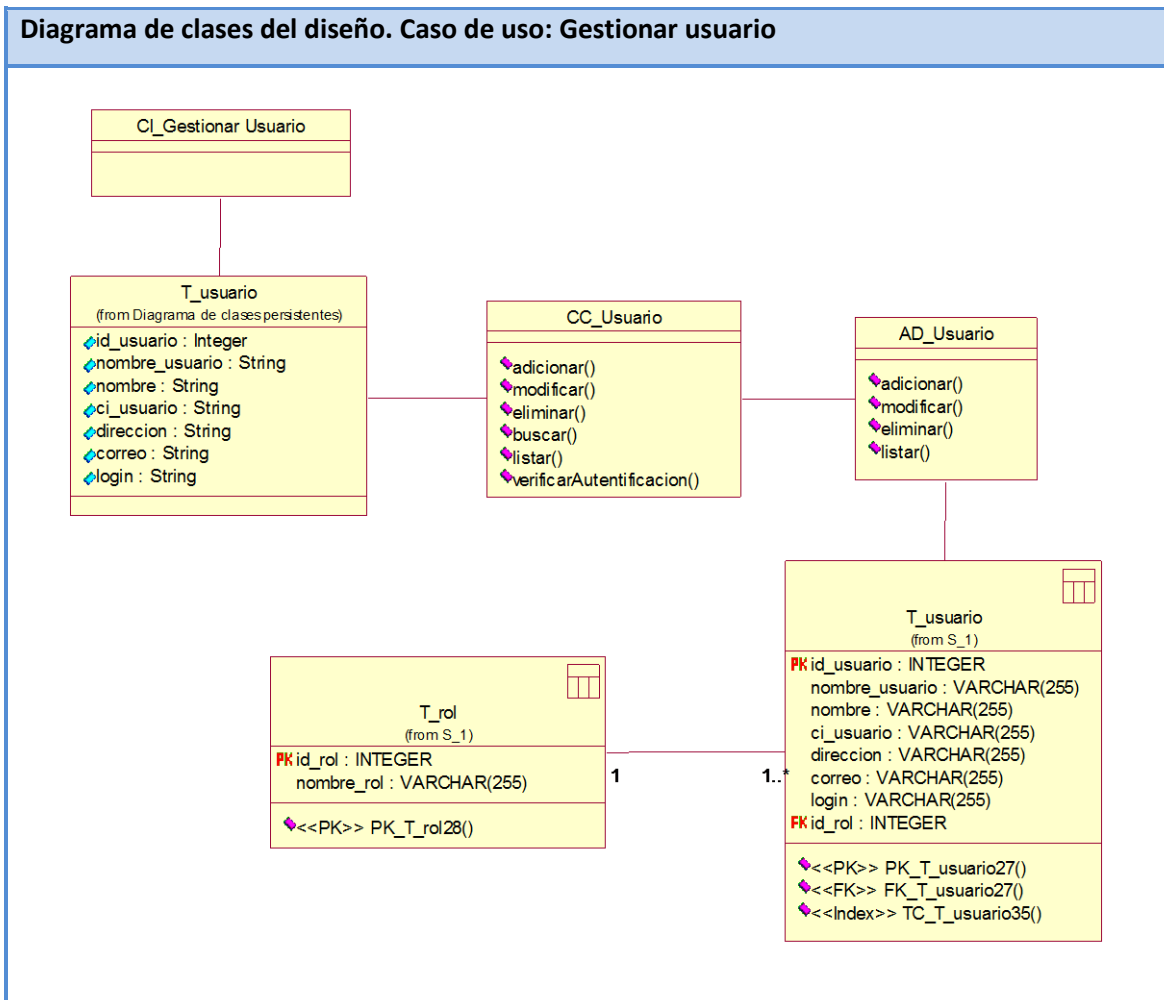 Diagrama de clases del diseño. Caso de uso: Gestionar usuario
CI_Gestionar Usuario
T_usuario
(from Diagrama de clases persistentes)
id_usuario : Integer
nombre_usuario : String
nombre : String
ci_usuario : String
direccion : String
correo : String
login : String
CC_Usuario
adicionar()
modificar()
eliminar()
buscar()
listar()
verificarAutentificacion()
AD_Usuario
adicionar()
modificar()
eliminar()
listar()
T_rol
(from S_1)
PK id_rol : INTEGER
nombre_rol : VARCHAR(255)
<<PK>> PK_T_rol28()
1
1..*
T_usuario
(from S_1)
PK id_usuario : INTEGER
nombre_usuario : VARCHAR(255)
nombre : VARCHAR(255)
ci_usuario : VARCHAR(255)
direccion : VARCHAR(255)
correo : VARCHAR(255)
login : VARCHAR(255)
FK id_rol : INTEGER
<<PK>> PK_T_usuario27()
<<FK>> FK_T_usuario27()
<<Index>> TC_T_usuario35()